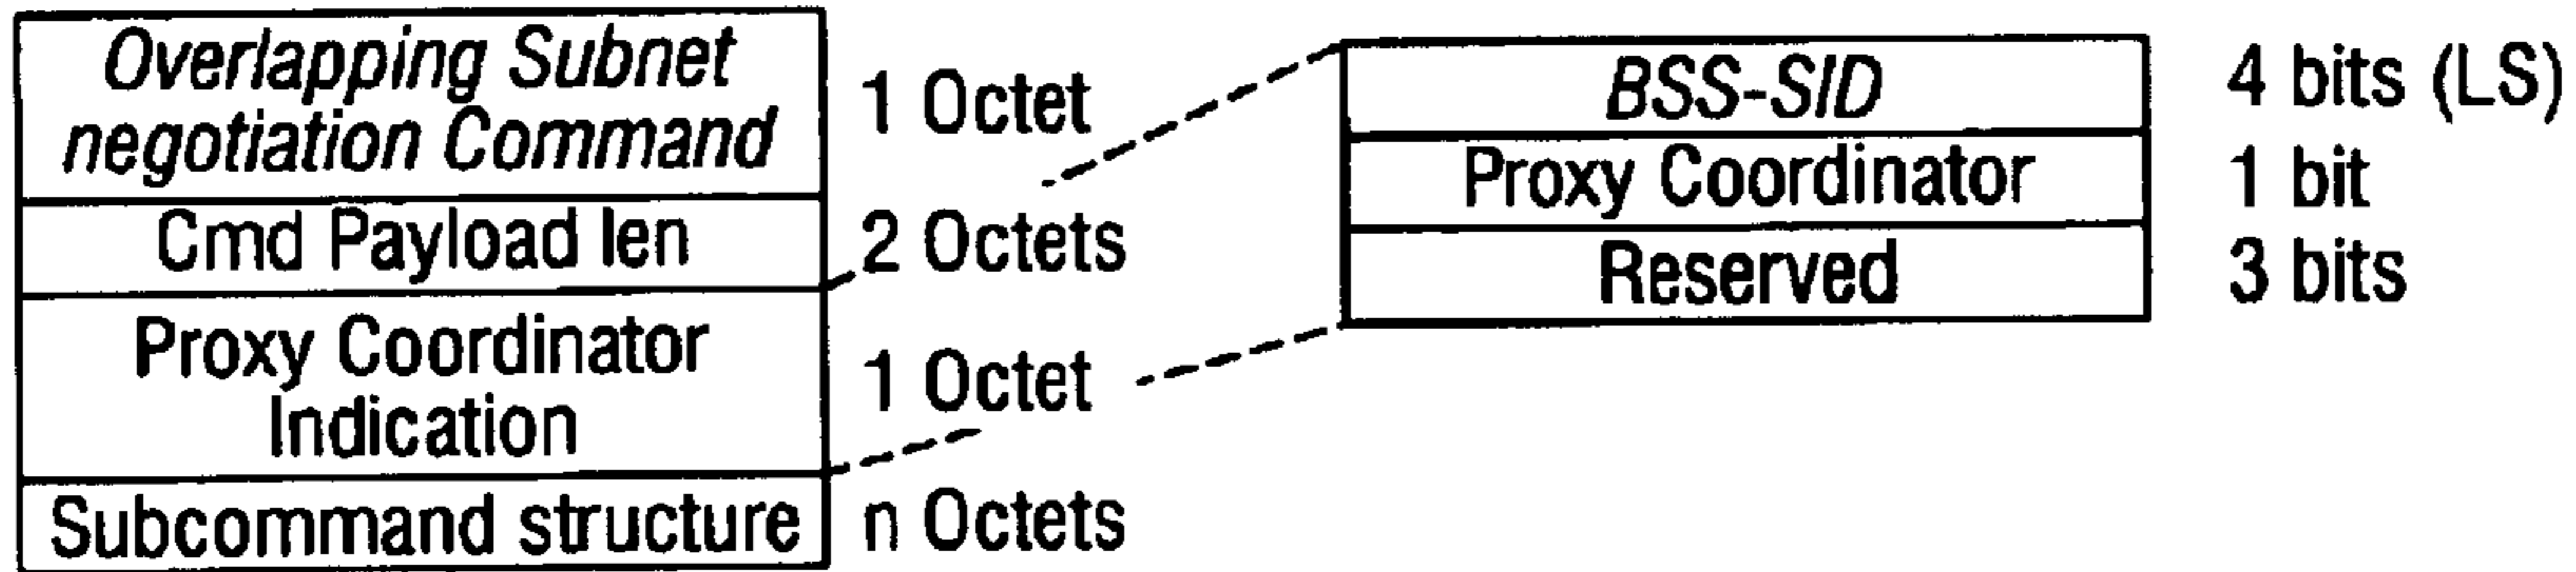 Overlapping Subnet
negotiation Command
1 Octet
Cmd Payload len
2 Octets
Proxy Coordinator
Indication
1 Octet
Subcommand structure
n Octets
BSS-SID
4 bits (LS)
Proxy Coordinator
1 bit
Reserved
3 bits